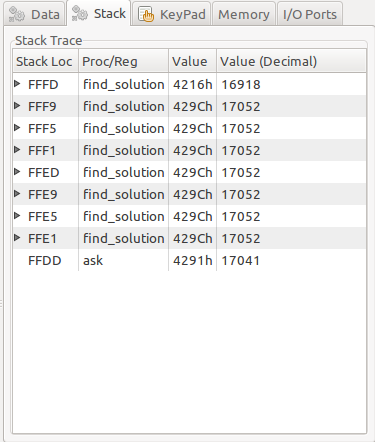 Data Stack KeyPad Memory I/O Ports
Stack Trace
Stack Loc Proc/Reg Value Value (Decimal)
FFFD find_solution 4216h 16918
FFF9 find_solution 429Ch 17052
FFF5 find_solution 429Ch 17052
FFF1 find_solution 429Ch 17052
FFED find_solution 429Ch 17052
FFE9 find_solution 429Ch 17052
FFE5 find_solution 429Ch 17052
FFE1 find_solution 429Ch 17052
FFDD ask 4291h 17041